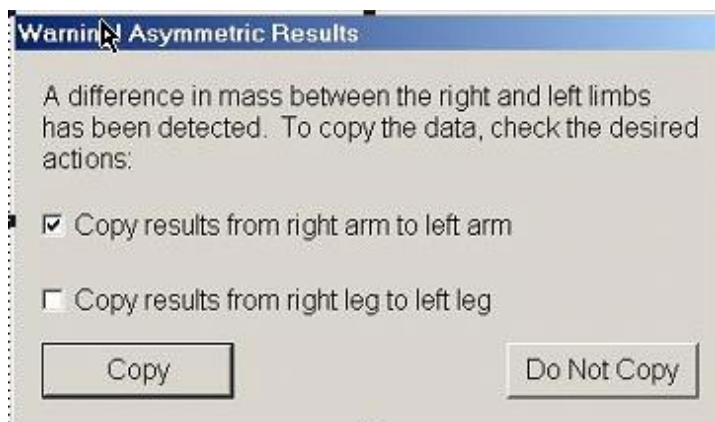 Warning! Asymmetric Results
A difference in mass between the right and left limbs
has been detected. To copy the data, check the desired
actions:
Copy results from right arm to left arm
Copy results from right leg to left leg
Copy
Do Not Copy